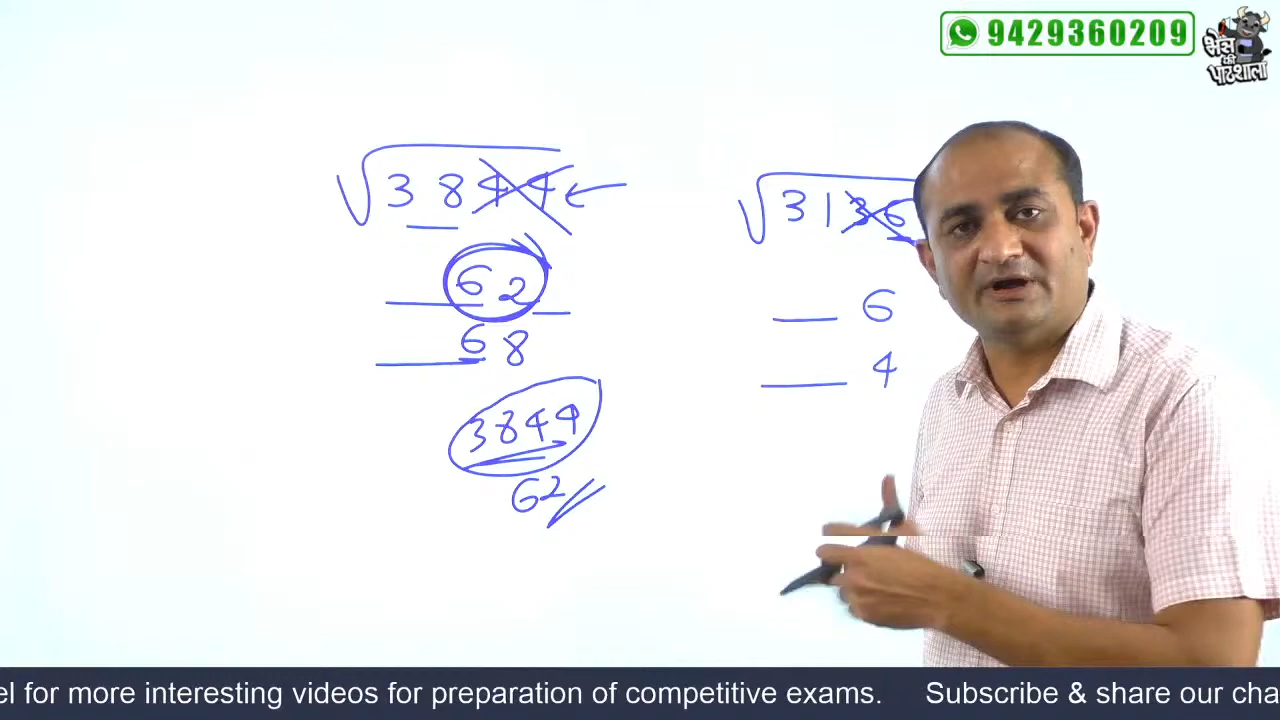 9429360209
भैंस
की
पाठशाला
√3844
62
68
3844
62
√3136
6
4
el for more interesting videos for preparation of competitive exams. Subscribe & share our cha